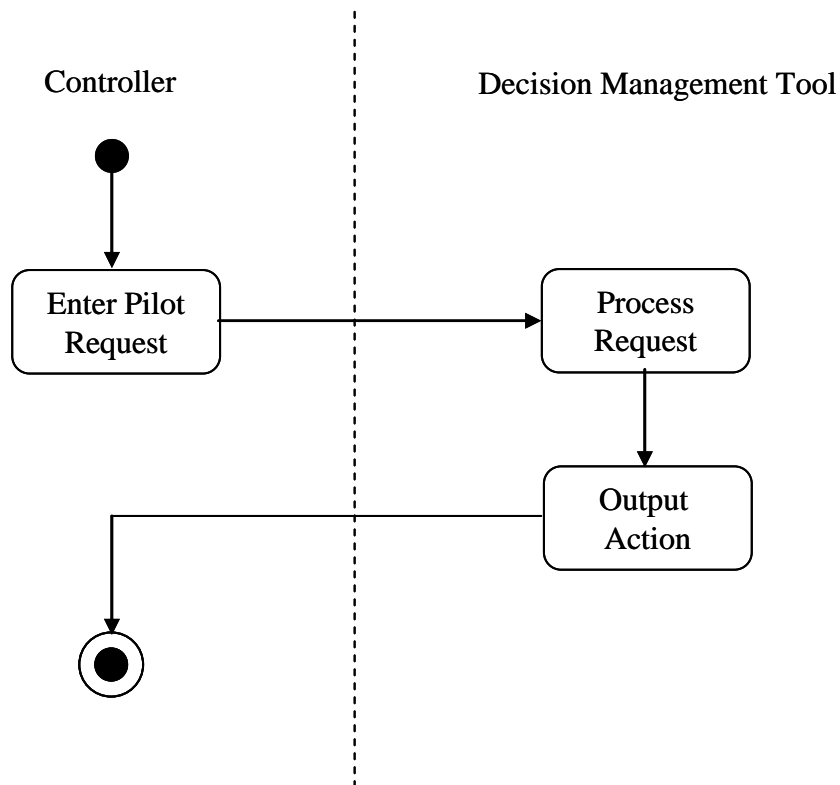 Controller
Decision Management Tool
Enter Pilot
Request
Process
Request
Output
Action